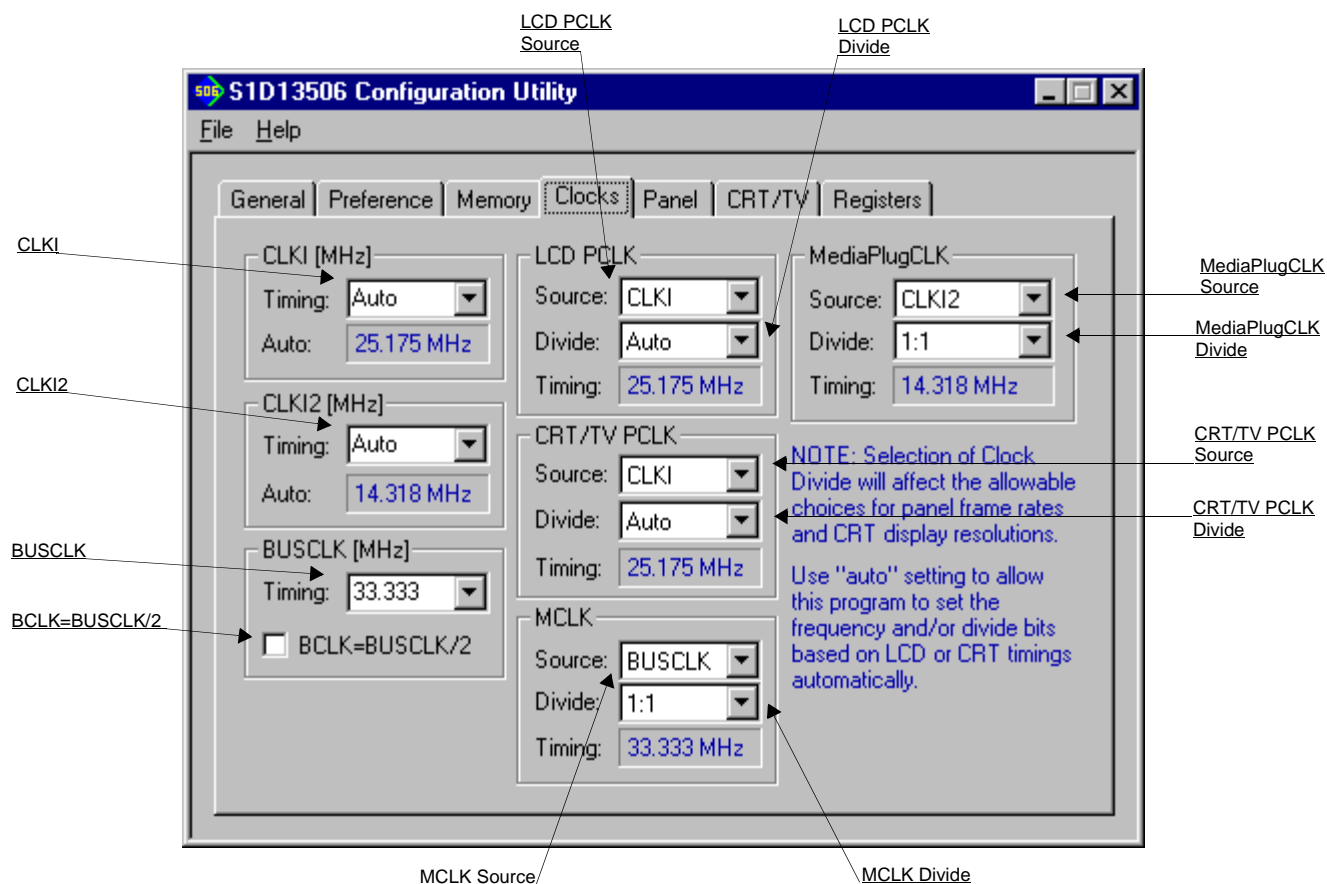 LCD PCLK
Source
LCD PCLK
Divide
506
S1D13506 Configuration Utility
File Help
General Preference Memory Clocks Panel CRT/TV Registers
CLKI
CLKI [MHz]
Timing: Auto
Auto: 25.175 MHz
CLKI2
CLKI2 [MHz]
Timing: Auto
Auto: 14.318 MHz
BUSCLK
BUSCLK [MHz]
Timing: 33.333
BCLK=BUSCLK/2
BCLK=BUSCLK/2
LCD PCLK
Source: CLKI
Divide: Auto
Timing: 25.175 MHz
CRT/TV PCLK
Source: CLKI
Divide: Auto
Timing: 25.175 MHz
MCLK
Source: BUSCLK
Divide: 1:1
Timing: 33.333 MHz
MediaPlugCLK
Source: CLKI2
Divide: 1:1
Timing: 14.318 MHz
NOTE: Selection of Clock
Divide will affect the allowable
choices for panel frame rates
and CRT display resolutions.
Use "auto" setting to allow
this program to set the
frequency and/or divide bits
based on LCD or CRT timings
automatically.
MediaPlugCLK
Source
MediaPlugCLK
Divide
CRT/TV PCLK
Source
CRT/TV PCLK
Divide
MCLK Source
MCLK Divide